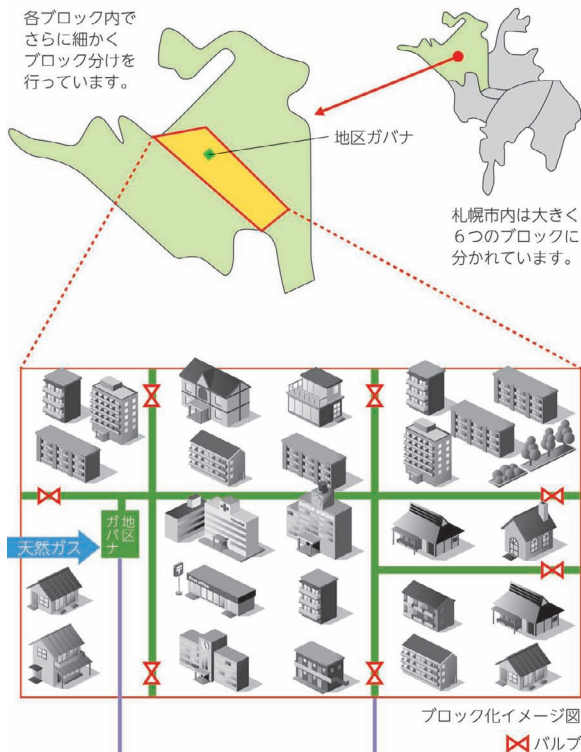 各ブロック内で
さらに細かく
ブロック分けを
行っています。
地区ガバナ
札幌市内は大きく
6つのブロックに
分かれています。
天然ガス
地区
ガバナ
ブロック化イメージ図
バルブ